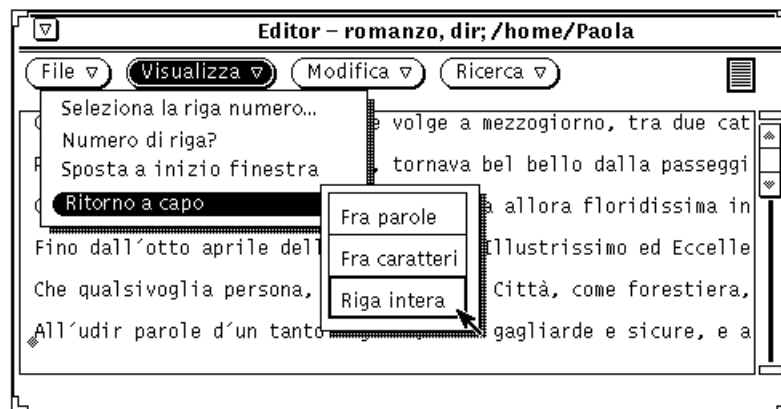 Editor – romanzo, dir; /home/Paola
File Visualizza Modifica Ricerca
Seleziona la riga numero...
Numero di riga?
Sposta a inizio finestra
Ritorno a capo
Fra parole
Fra caratteri
Riga intera
volge a mezzogiorno, tra due cat
, tornava bel bello dalla passeggi
allora floridissima in
Fino dall´otto aprile dell Illustrissimo ed Eccelle
Che qualsivoglia persona, Città, come forestiera,
All´udir parole d´un tanto gagliarde e sicure, e a